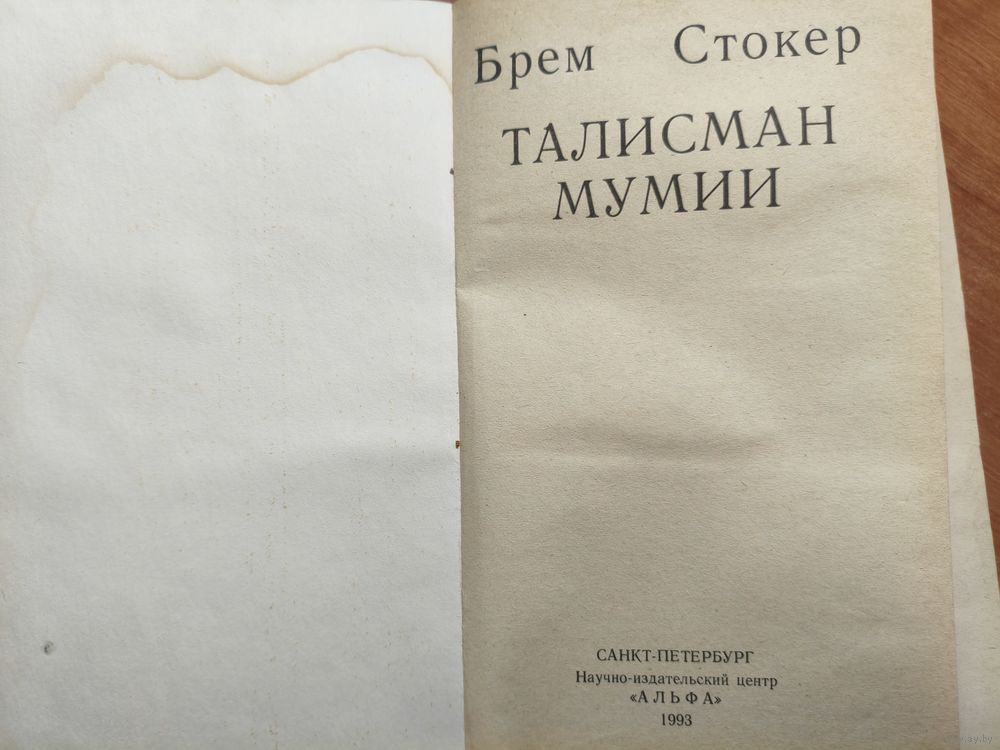 Брем Стокер
ТАЛИСМАН
МУМИИ
САНКТ-ПЕТЕРБУРГ
Научно-издательский центр
«АЛЬФА»
1993